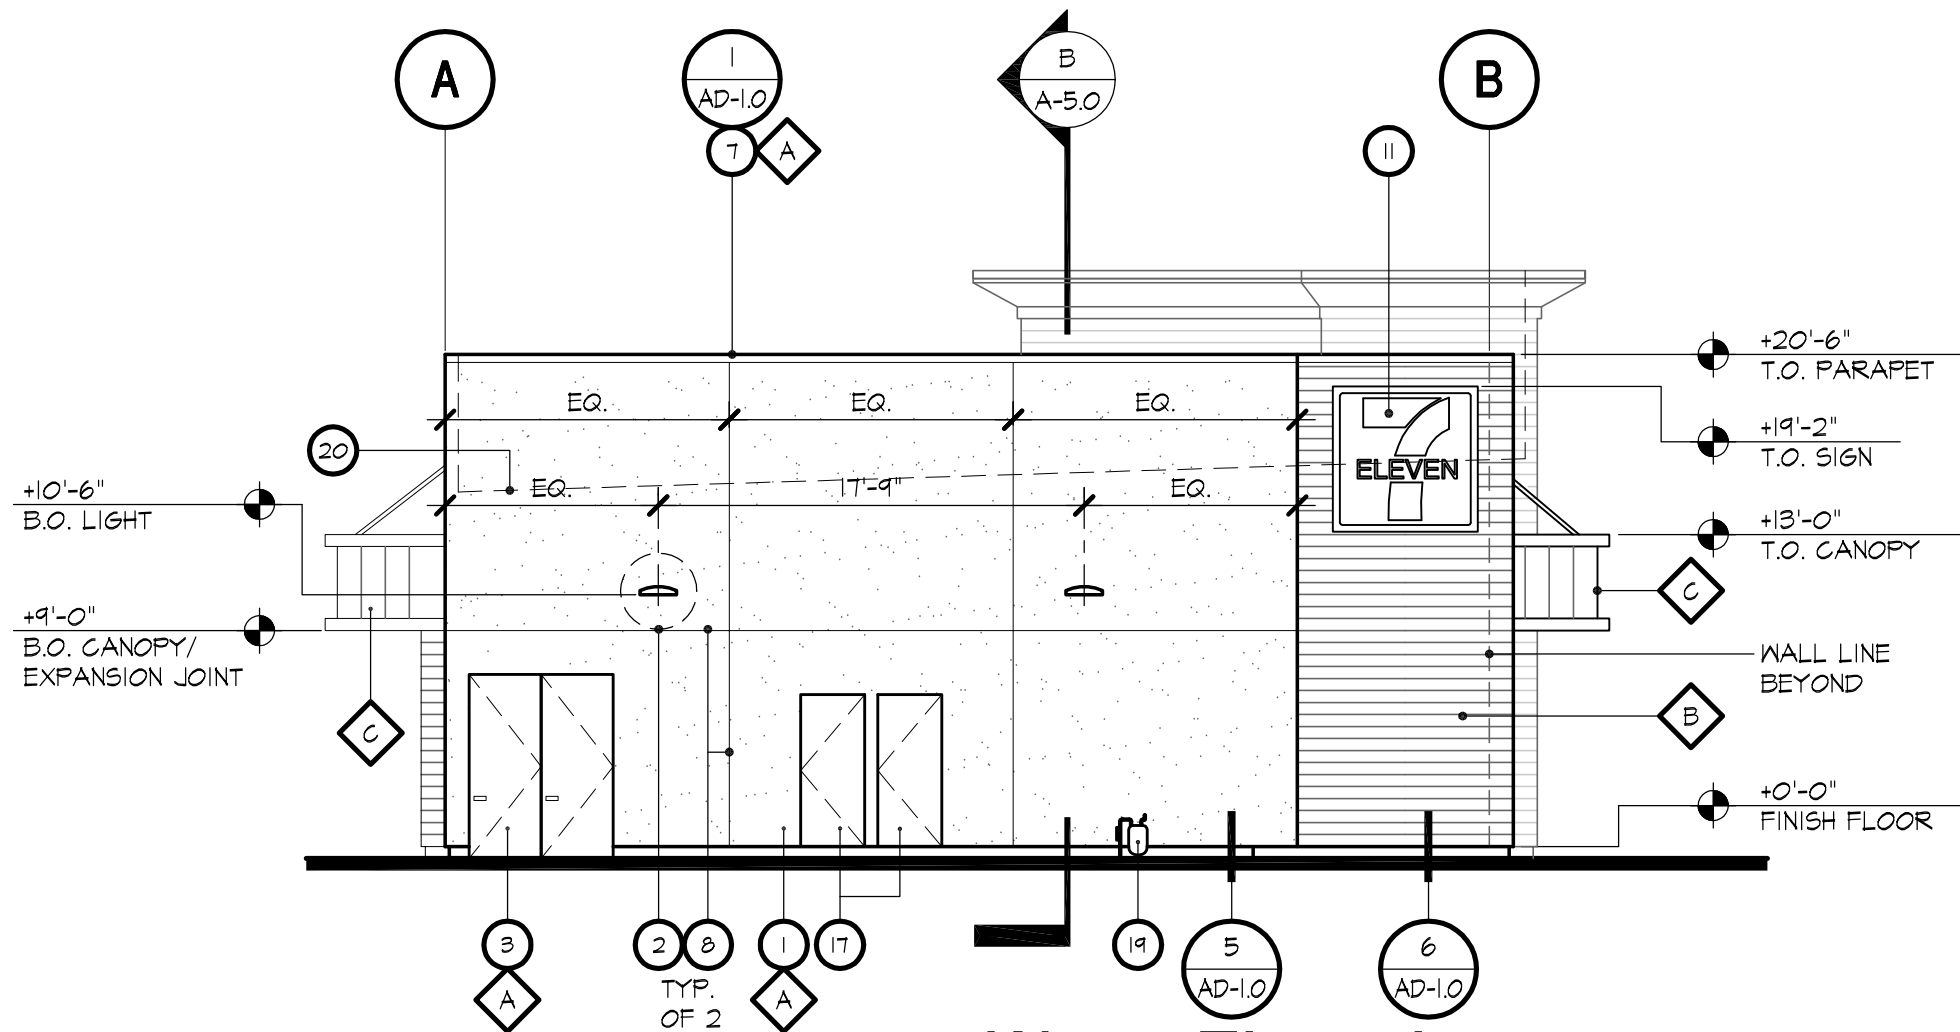 A
1
AD-1.0
7
A
B
A-5.0
11
B
+20'-6"
T.O. PARAPET
EQ.
EQ.
EQ.
7
ELEVEN
+19'-2"
T.O. SIGN
20
+10'-6"
B.O. LIGHT
EQ.
17'-9"
EQ.
+13'-0"
T.O. CANOPY
C
+9'-0"
B.O. CANOPY/
EXPANSION JOINT
WALL LINE
BEYOND
C
B
+0'-0"
FINISH FLOOR
3
A
2
8
TYP.
OF 2
1
A
17
19
5
AD-1.0
6
AD-1.0